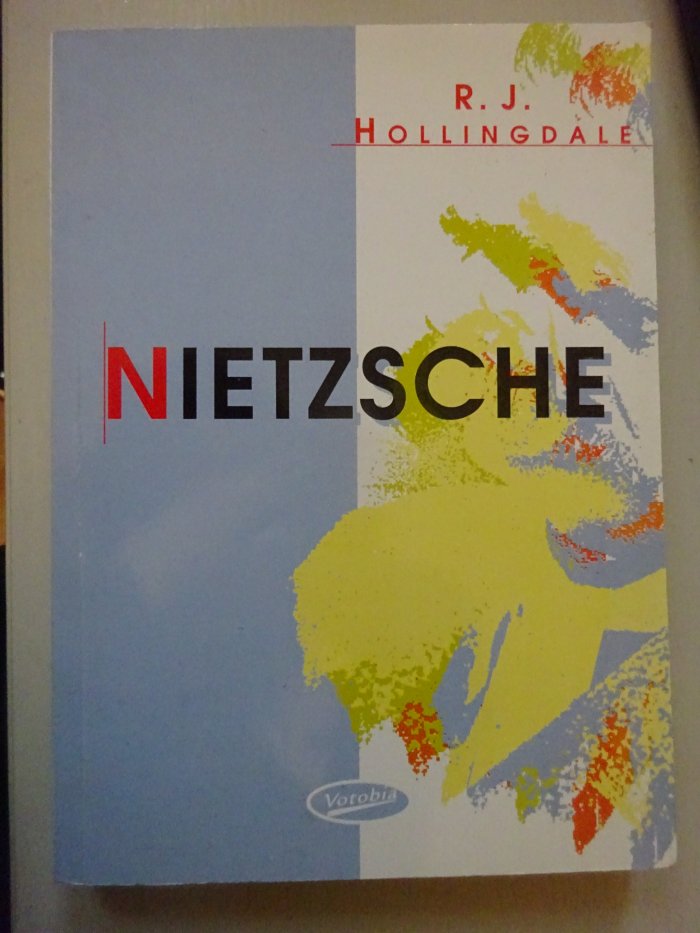 R. J.
HOLLINGDALE
NIETZSCHE
Votobia